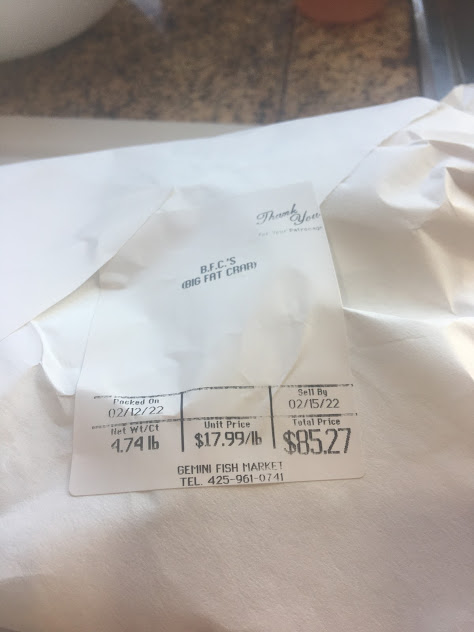 Thank
You
For Your Patronage
B.F.C.'S
(BIG FAT CRAB)
Packed On
02/12/22
Sell By
02/15/22
Net Wt/Ct
4.74 lb
Unit Price
$17.99/lb
Total Price
$85.27
GEMINI FISH MARKET
TEL. 425-961-0741